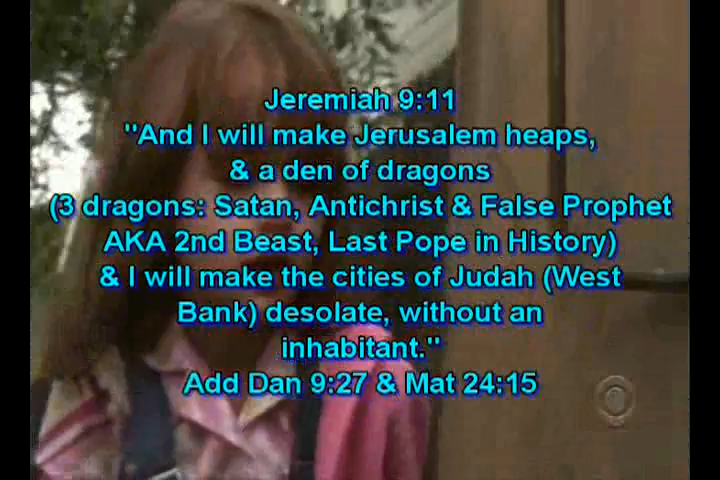 Jeremiah 9:11
"And I will make Jerusalem heaps,
& a den of dragons
(3 dragons: Satan, Antichrist & False Prophet
AKA 2nd Beast, Last Pope in History)
& I will make the cities of Judah (West
Bank) desolate, without an
inhabitant."
Add Dan 9:27 & Mat 24:15